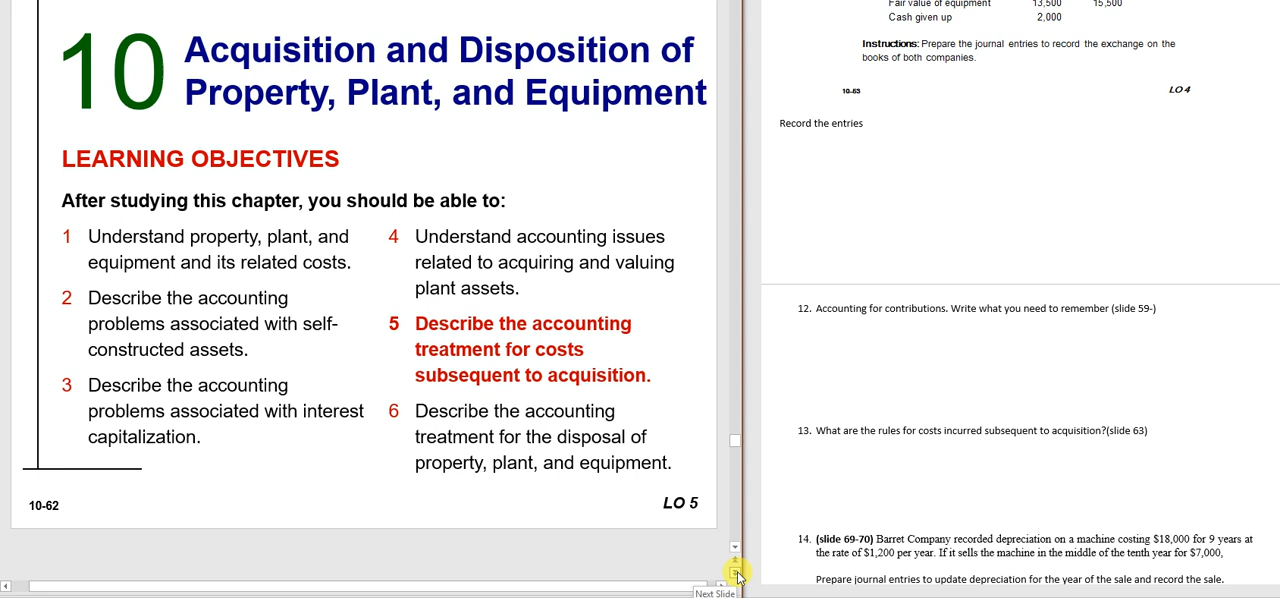 10
Acquisition and Disposition of
Property, Plant, and Equipment
LEARNING OBJECTIVES
After studying this chapter, you should be able to:
1 Understand property, plant, and
equipment and its related costs.
2 Describe the accounting
problems associated with self-
constructed assets.
3 Describe the accounting
problems associated with interest
capitalization.
4 Understand accounting issues
related to acquiring and valuing
plant assets.
5 Describe the accounting
treatment for costs
subsequent to acquisition.
6 Describe the accounting
treatment for the disposal of
property, plant, and equipment.
10-62
LO 5
Next Slide
Fair value of equipment 13,500 15,500
Cash given up 2,000
Instructions: Prepare the journal entries to record the exchange on the
books of both companies.
10-53
LO 4
Record the entries
12. Accounting for contributions. Write what you need to remember (slide 59-)
13. What are the rules for costs incurred subsequent to acquisition?(slide 63)
14. (slide 69-70) Barret Company recorded depreciation on a machine costing $18,000 for 9 years at
the rate of $1,200 per year. If it sells the machine in the middle of the tenth year for $7,000,
Prepare journal entries to update depreciation for the year of the sale and record the sale.